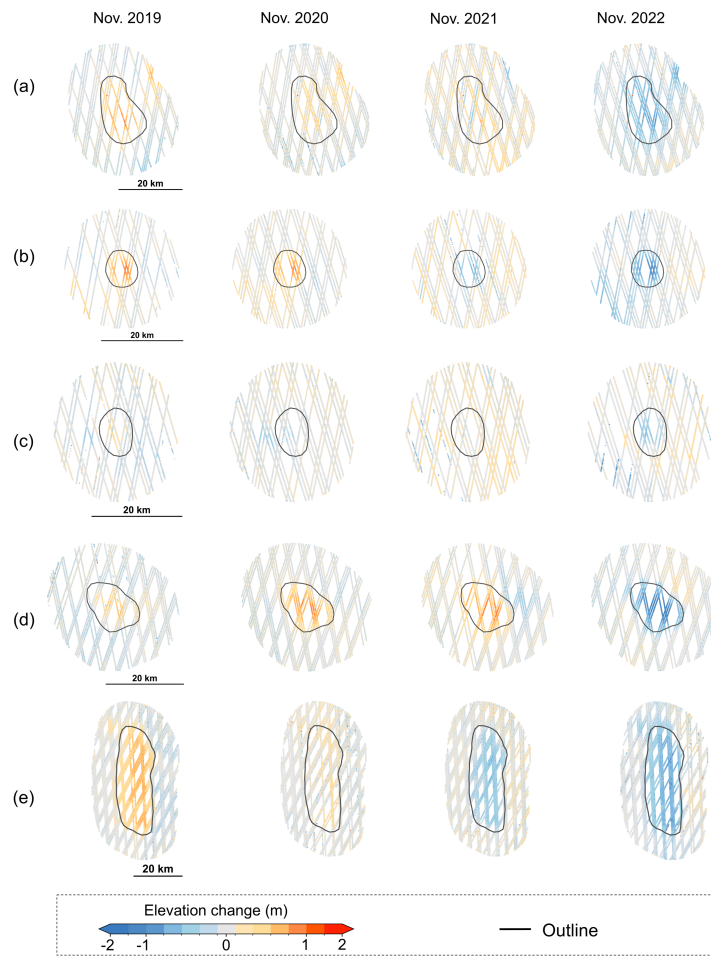 Nov. 2019 Nov. 2020 Nov. 2021 Nov. 2022
(a)
20 km
(b)
20 km
(c)
20 km
(d)
20 km
(e)
20 km
Elevation change (m)
-2 -1 0 1 2
Outline